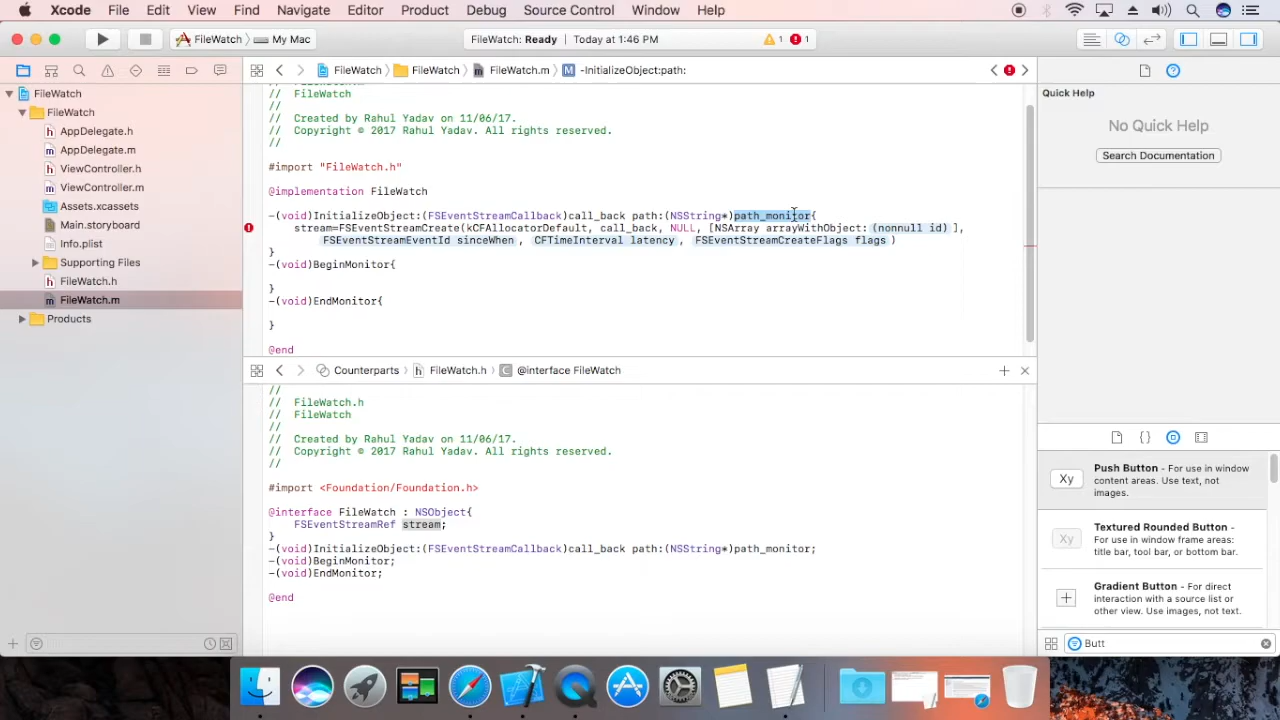 Xcode File Edit View Find Navigate Editor Product Debug Source Control Window Help
FileWatch My Mac FileWatch: Ready Today at 1:46 PM 1 1
FileWatch FileWatch FileWatch.m M -InitializeObject:path:
FileWatch
FileWatch
AppDelegate.h
AppDelegate.m
ViewController.h
ViewController.m
Assets.xcassets
Main.storyboard
Info.plist
Supporting Files
FileWatch.h
FileWatch.m
Products
// FileWatch
//
// Created by Rahul Yadav on 11/06/17.
// Copyright © 2017 Rahul Yadav. All rights reserved.
//
#import "FileWatch.h"
@implementation FileWatch
-(void)InitializeObject:(FSEventStreamCallback)call_back path:(NSString*)path_monitor{
stream=FSEventStreamCreate(kCFAllocatorDefault, call_back, NULL, [NSArray arrayWithObject:(nonnull id)],
FSEventStreamEventId sinceWhen, CFTimeInterval latency, FSEventStreamCreateFlags flags)
}
-(void)BeginMonitor{
}
-(void)EndMonitor{
}
@end
Counterparts FileWatch.h C @interface FileWatch
//
// FileWatch.h
// FileWatch
//
// Created by Rahul Yadav on 11/06/17.
// Copyright © 2017 Rahul Yadav. All rights reserved.
//
#import <Foundation/Foundation.h>
@interface FileWatch : NSObject{
FSEventStreamRef stream;
}
-(void)InitializeObject:(FSEventStreamCallback)call_back path:(NSString*)path_monitor;
-(void)BeginMonitor;
-(void)EndMonitor;
@end
Quick Help
No Quick Help
Search Documentation
Xy
Push Button - For use in window
content areas. Use text, not
images.
Xy
Textured Rounded Button -
For use in window frame areas:
title bar, tool bar, or bottom bar.
Gradient Button - For direct
interaction with a source list or
other view. Use images, not text.
Butt